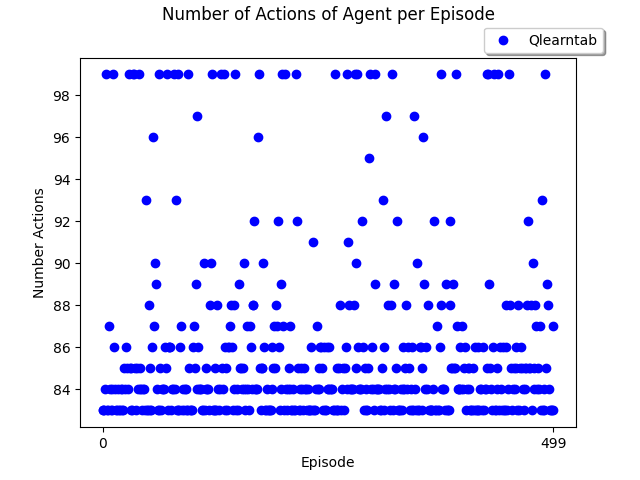 Number of Actions of Agent per Episode
Qlearntab
98
96
94
92
90
88
86
84
Number Actions
0
499
Episode